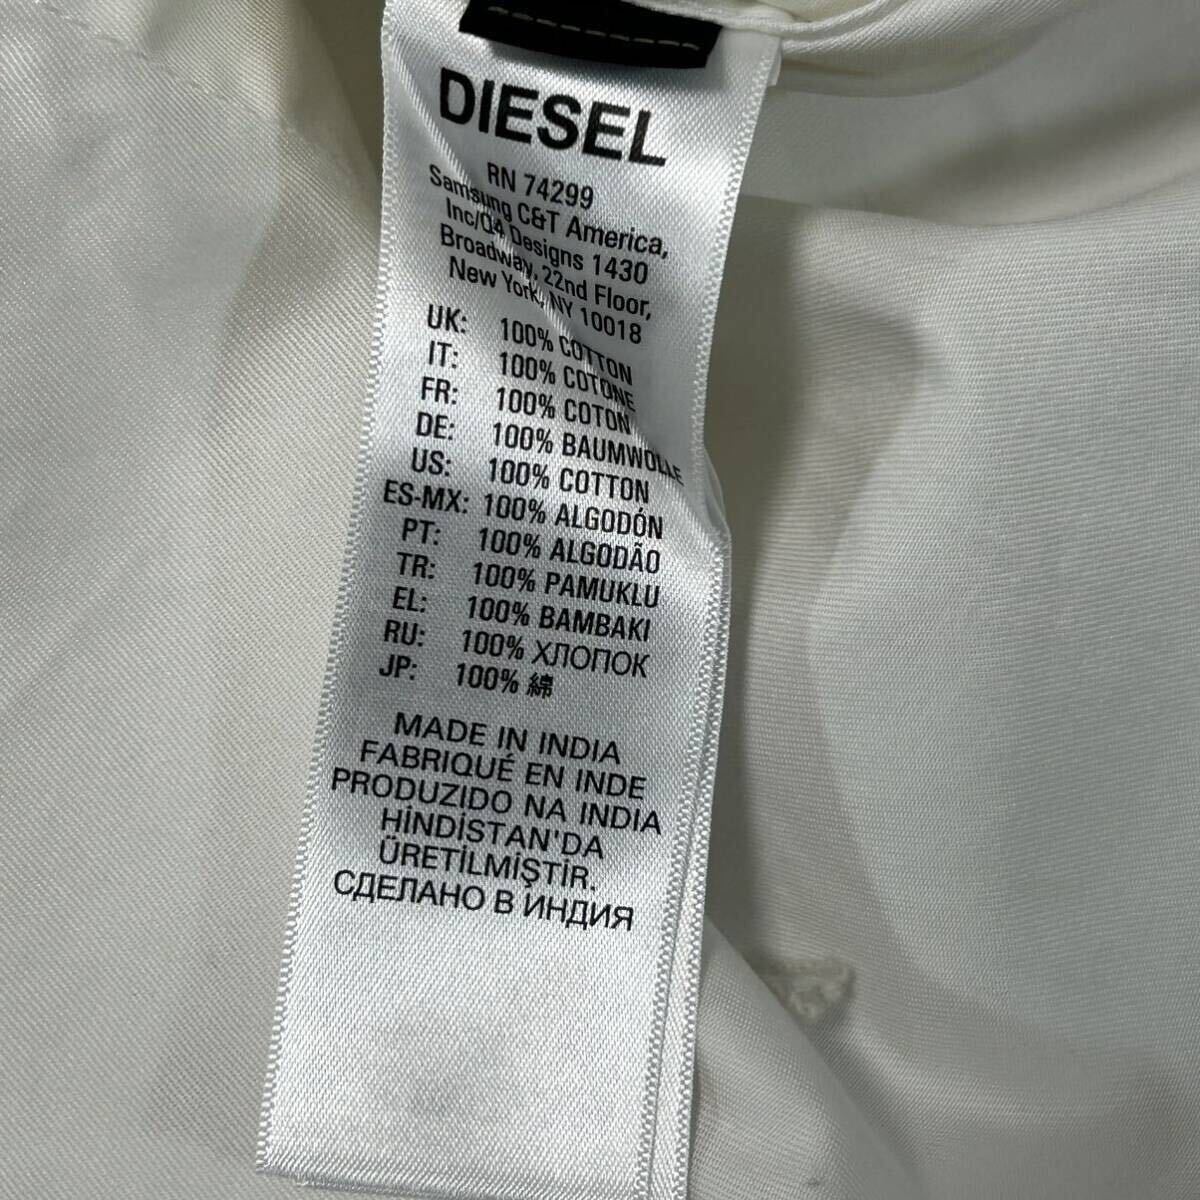 DIESEL
RN 74299
Samsung C&T America,
Inc/Q4 Designs 1430
Broadway, 22nd Floor,
New York, NY 10018
UK: 100% COTTON
IT: 100% COTONE
FR: 100% COTON
DE: 100% BAUMWOLLE
US: 100% COTTON
ES-MX: 100% ALGODÓN
PT: 100% ALGODÃO
TR: 100% PAMUKLU
EL: 100% BAMBAKI
RU: 100% ХЛОПОК
JP: 100% 綿
MADE IN INDIA
FABRIQUÉ EN INDE
PRODUZIDO NA INDIA
HİNDİSTAN'DA
ÜRETİLMİŞTİR.
СДЕЛАНО В ИНДИЯ